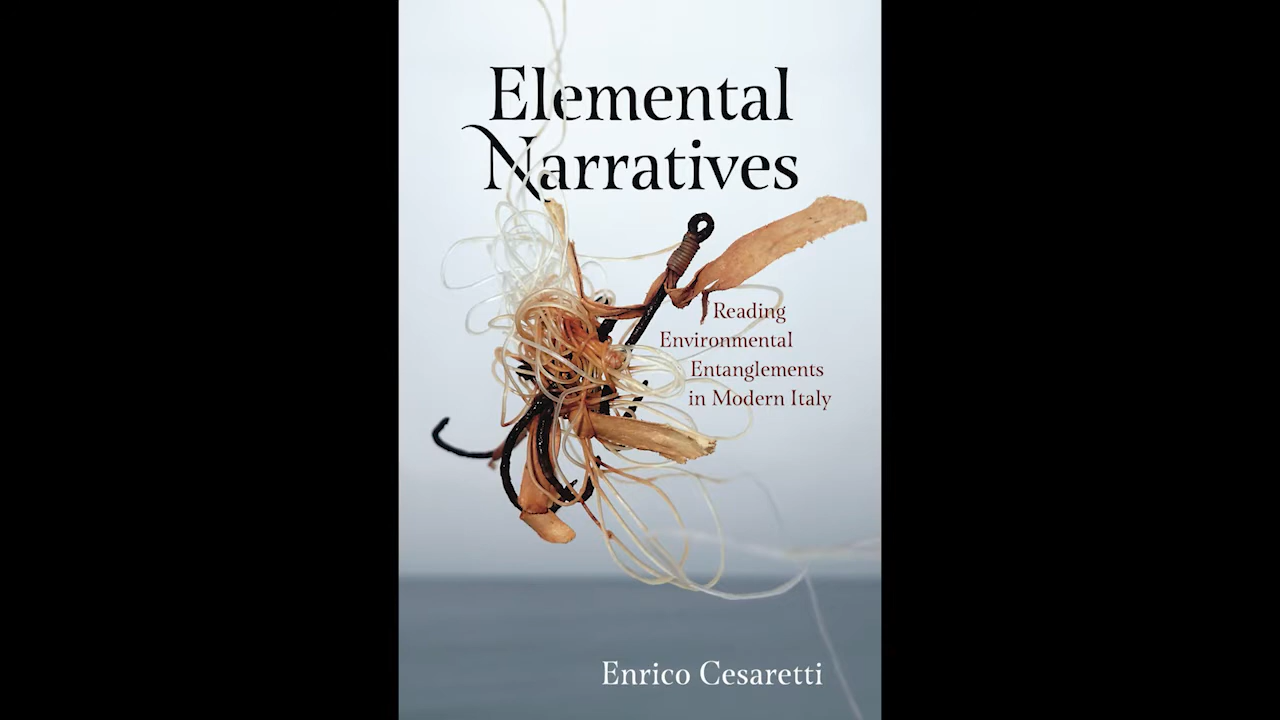 Elemental
Narratives
Reading
Environmental
Entanglements
in Modern Italy
Enrico Cesaretti